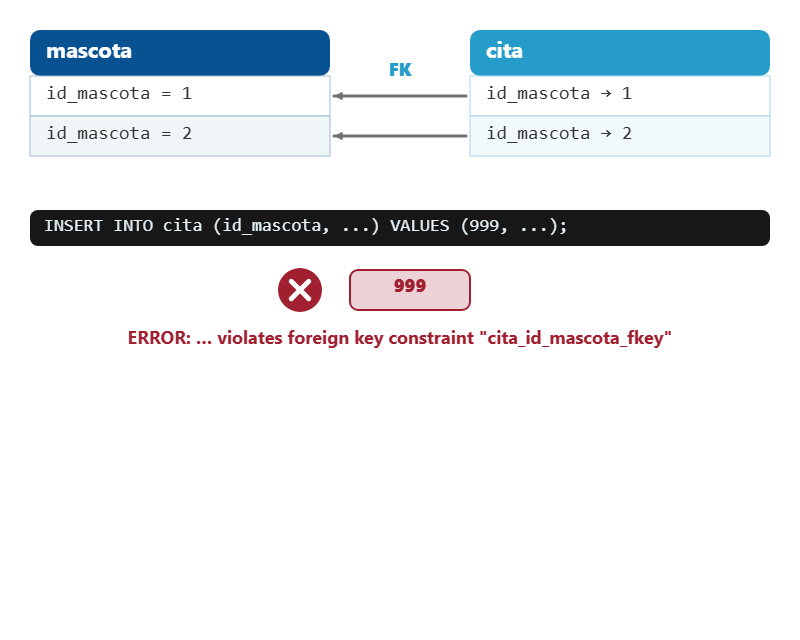 mascota
cita
FK
id_mascota = 1
id_mascota → 1
id_mascota = 2
id_mascota → 2
INSERT INTO cita (id_mascota, ...) VALUES (999, ...);
999
ERROR: ... violates foreign key constraint "cita_id_mascota_fkey"